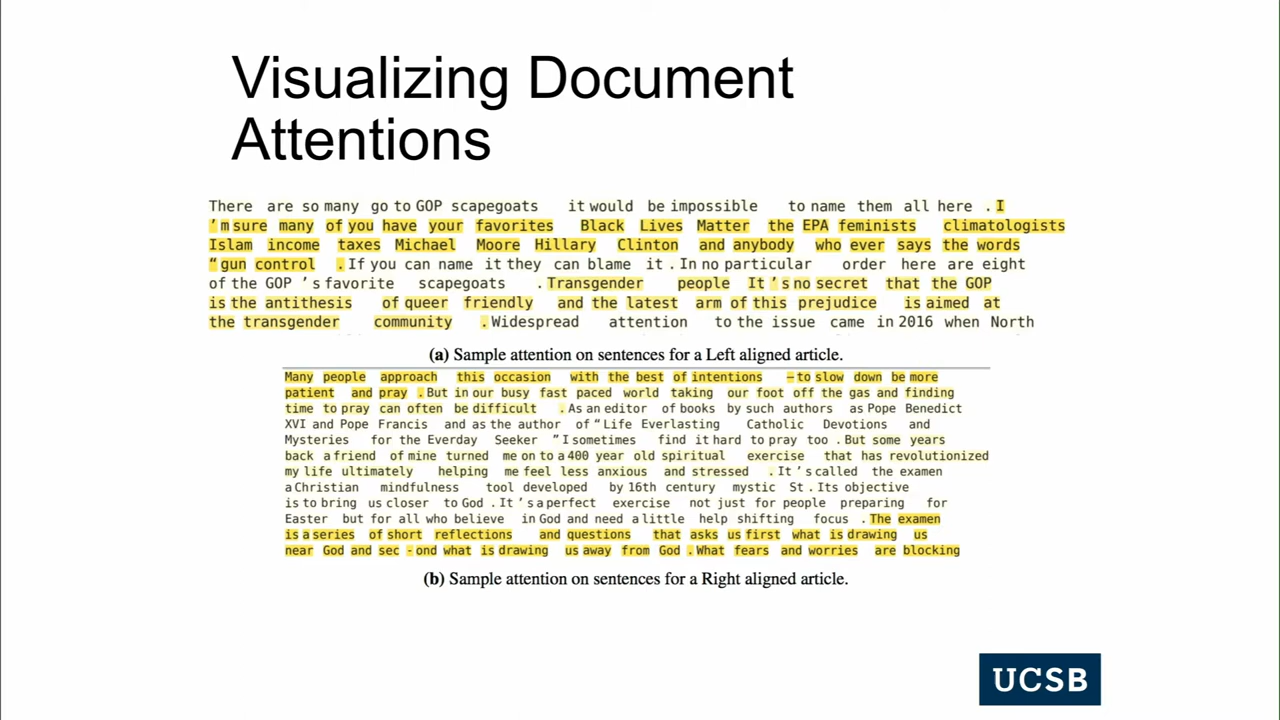 Visualizing Document
Attentions
There are so many go to GOP scapegoats it would be impossible to name them all here . I
'm sure many of you have your favorites Black Lives Matter the EPA feminists climatologists
Islam income taxes Michael Moore Hillary Clinton and anybody who ever says the words
“ gun control . If you can name it they can blame it . In no particular order here are eight
of the GOP 's favorite scapegoats . Transgender people It 's no secret that the GOP
is the antithesis of queer friendly and the latest arm of this prejudice is aimed at
the transgender community . Widespread attention to the issue came in 2016 when North
(a) Sample attention on sentences for a Left aligned article.
Many people approach this occasion with the best of intentions — to slow down be more
patient and pray . But in our busy fast paced world taking our foot off the gas and finding
time to pray can often be difficult . As an editor of books by such authors as Pope Benedict
XVI and Pope Francis and as the author of “ Life Everlasting Catholic Devotions and
Mysteries for the Everday Seeker ” I sometimes find it hard to pray too . But some years
back a friend of mine turned me on to a 400 year old spiritual exercise that has revolutionized
my life ultimately helping me feel less anxious and stressed . It 's called the examen
a Christian mindfulness tool developed by 16th century mystic St . Its objective
is to bring us closer to God . It 's a perfect exercise not just for people preparing for
Easter but for all who believe in God and need a little help shifting focus . The examen
is a series of short reflections and questions that asks us first what is drawing us
near God and sec - ond what is drawing us away from God . What fears and worries are blocking
(b) Sample attention on sentences for a Right aligned article.
UCSB